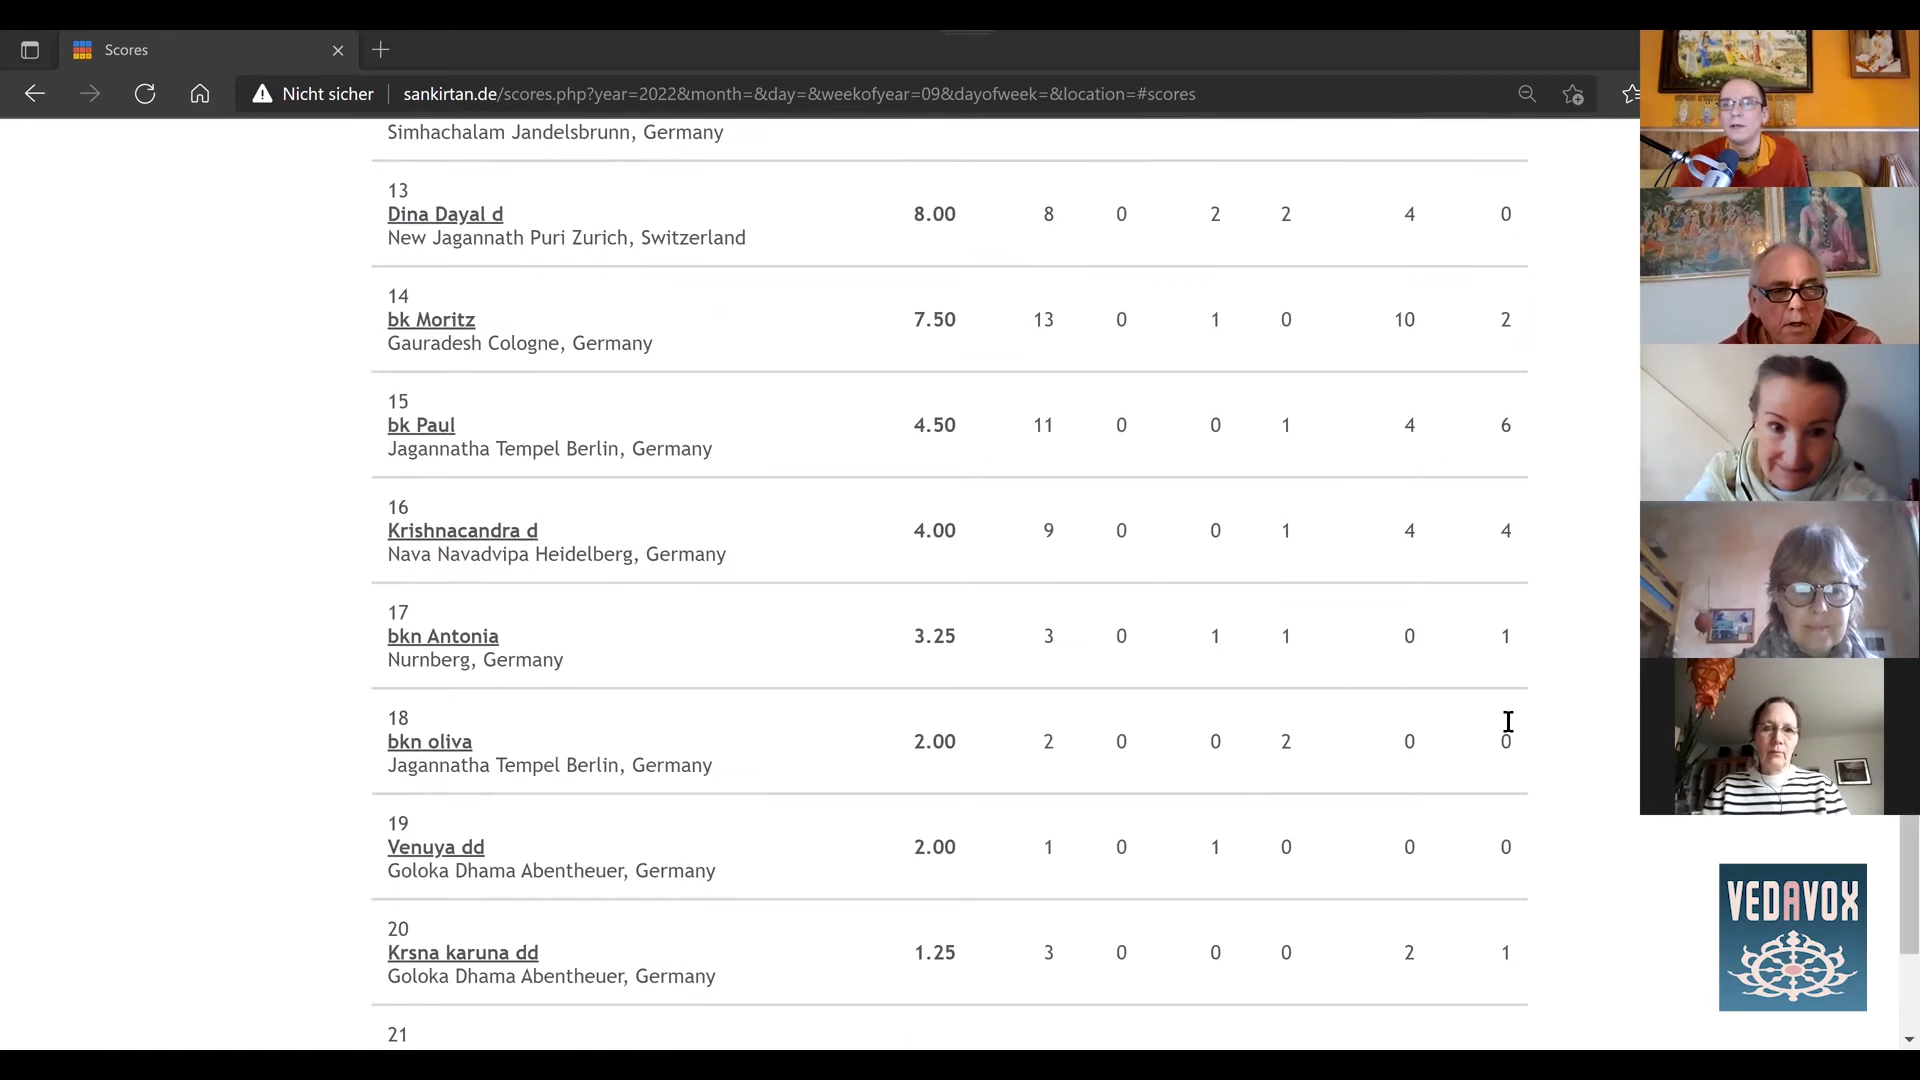 Scores
Nicht sicher
sankirtan.de/scores.php?year=2022&month=&day=&weekofyear=09&dayofweek=&location=#scores
Simhachalam Jandelsbrunn, Germany
13
Dina Dayal d 8.00 8 0 2 2 4 0
New Jagannath Puri Zurich, Switzerland
14
bk Moritz 7.50 13 0 1 0 10 2
Gauradesh Cologne, Germany
15
bk Paul 4.50 11 0 0 1 4 6
Jagannatha Tempel Berlin, Germany
16
Krishnacandra d 4.00 9 0 0 1 4 4
Nava Navadvipa Heidelberg, Germany
17
bkn Antonia 3.25 3 0 1 1 0 1
Nurnberg, Germany
18
bkn oliva 2.00 2 0 0 2 0 0
Jagannatha Tempel Berlin, Germany
19
Venuya dd 2.00 1 0 1 0 0 0
Goloka Dhama Abentheuer, Germany
20
Krsna karuna dd 1.25 3 0 0 0 2 1
Goloka Dhama Abentheuer, Germany
21
VEDAVOX